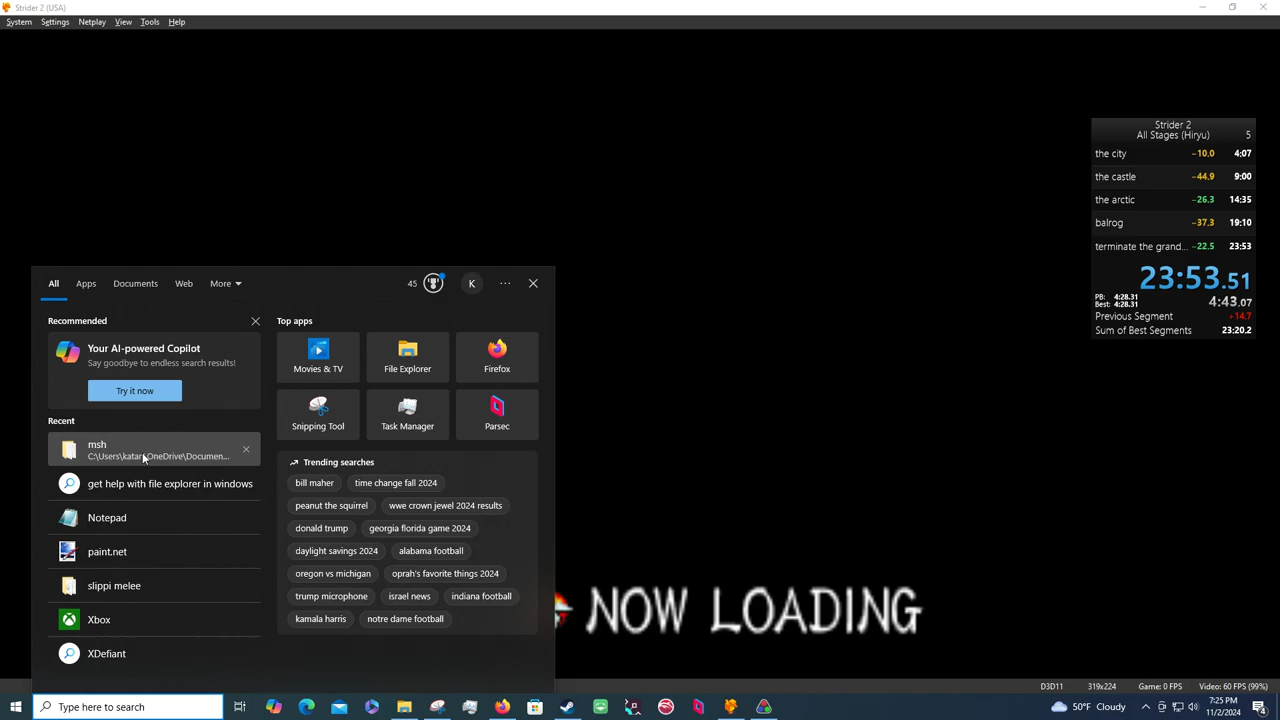 Strider 2 (USA)
System Settings Netplay View Tools Help
Strider 2
All Stages (Hiryu) 5
the city −10.0 4:07
the castle −44.9 9:00
the arctic −26.3 14:35
balrog −37.3 19:10
terminate the grand... −22.5 23:53
23:53.51
PB: 4:28.31
Best: 4:28.31
4:43.07
Previous Segment +14.7
Sum of Best Segments 23:20.2
All Apps Documents Web More 45 K ...
Recommended
Your AI-powered Copilot
Say goodbye to endless search results!
Try it now
Recent
msh
C:\Users\katar\OneDrive\Documen...
get help with file explorer in windows
Notepad
paint.net
slippi melee
Xbox
XDefiant
Top apps
Movies & TV
File Explorer
Firefox
Snipping Tool
Task Manager
Parsec
Trending searches
bill maher
time change fall 2024
peanut the squirrel
wwe crown jewel 2024 results
donald trump
georgia florida game 2024
daylight savings 2024
alabama football
oregon vs michigan
oprah's favorite things 2024
trump microphone
israel news
indiana football
kamala harris
notre dame football
NOW LOADING
D3D11 319x224 Game: 0 FPS Video: 60 FPS (99%)
Type here to search
50°F Cloudy
7:25 PM
11/2/2024
4